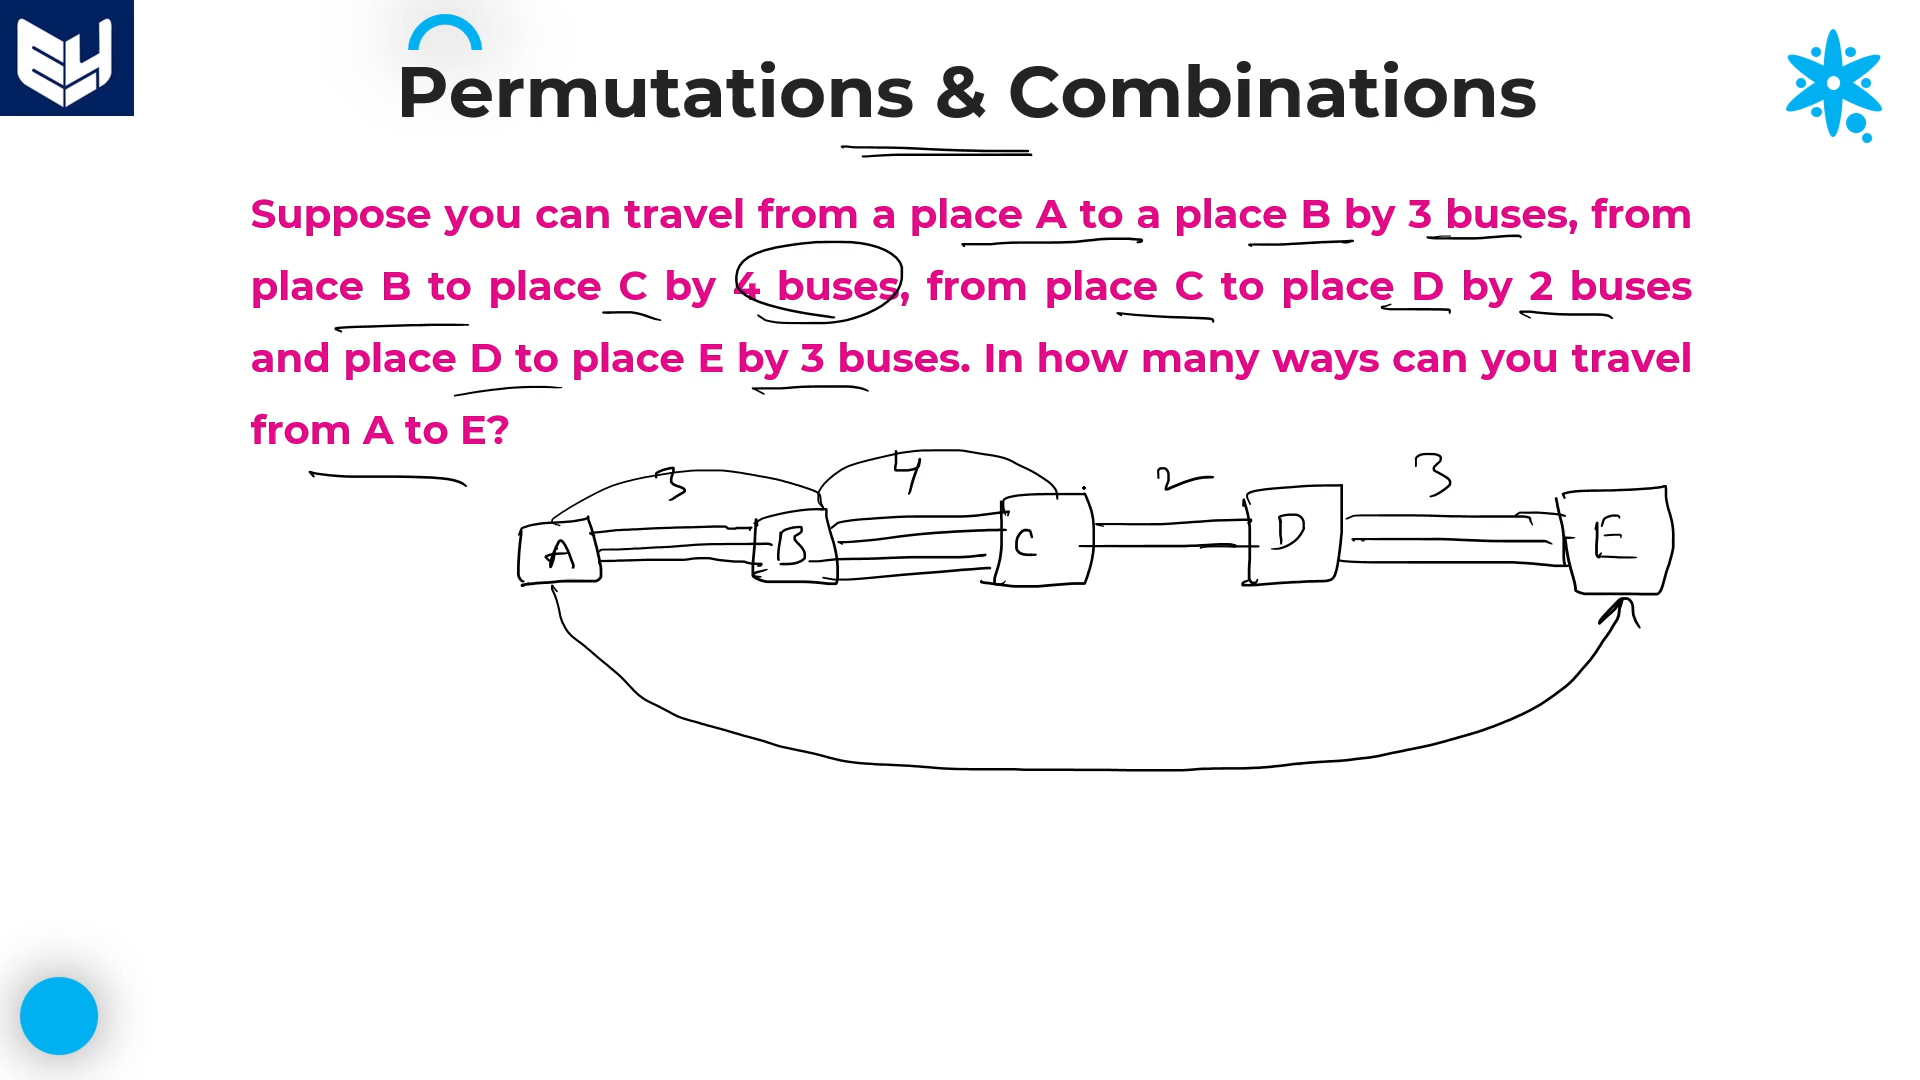 Permutations & Combinations
Suppose you can travel from a place A to a place B by 3 buses, from
place B to place C by 4 buses, from place C to place D by 2 buses
and place D to place E by 3 buses. In how many ways can you travel
from A to E?
3 4 2 3
A B C D E